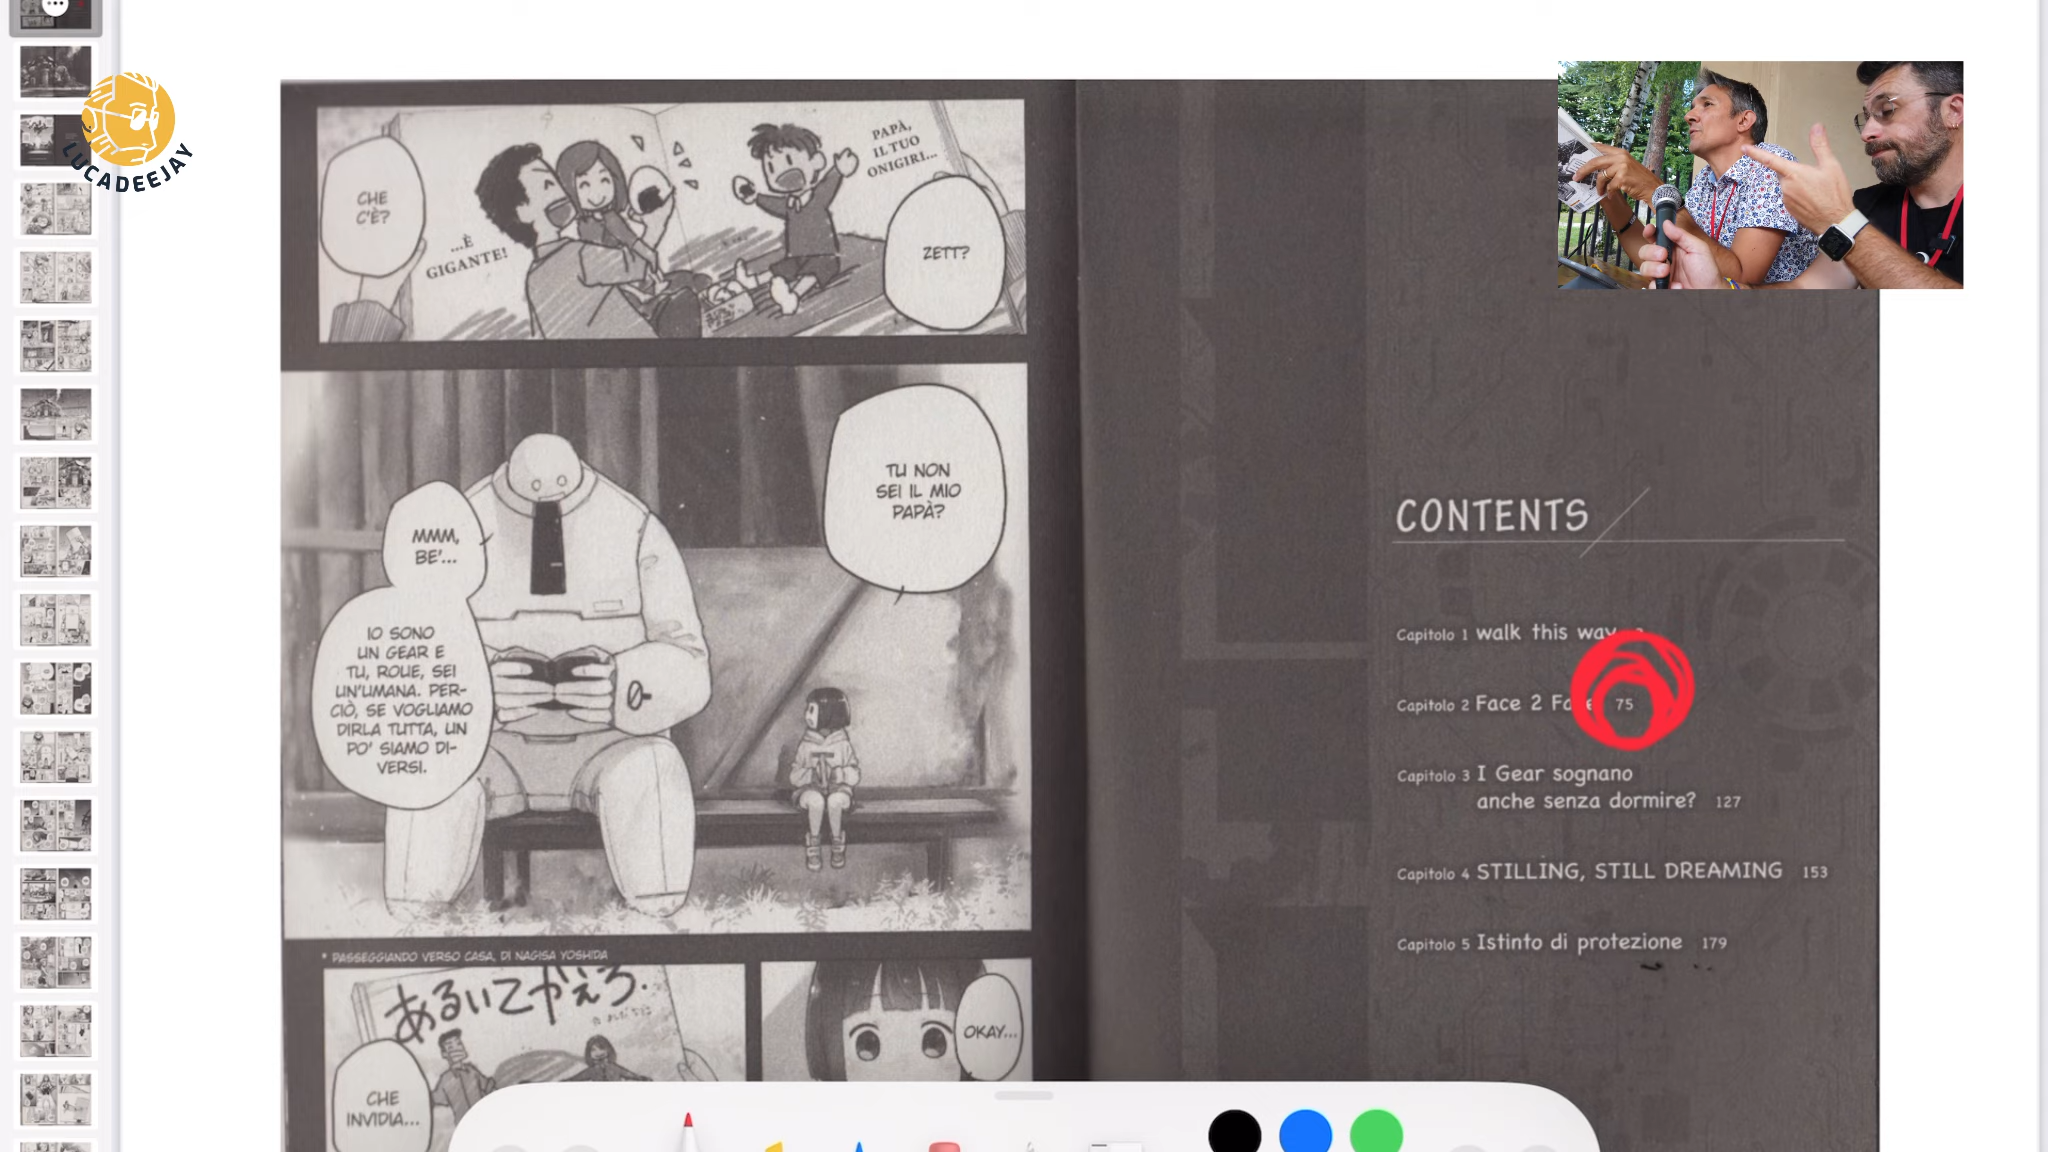 LUCADEEJAY
CHE
C'È?
...È
GIGANTE!
PAPÀ,
IL TUO
ONIGIRI...
ZETT?
TU NON
SEI IL MIO
PAPÀ?
MMM,
BE'...
IO SONO
UN GEAR E
TU, ROUE, SEI
UN'UMANA. PER-
CIÒ, SE VOGLIAMO
DIRLA TUTTA, UN
PO' SIAMO DI-
VERSI.
* PASSEGGIANDO VERSO CASA, DI NAGISA YOSHIDA
あるいてかえろ.
OKAY...
CHE
INVIDIA...
CONTENTS
Capitolo 1 walk this way
Capitolo 2 Face 2 Face 75
Capitolo 3 I Gear sognano
anche senza dormire? 127
Capitolo 4 STILLING, STILL DREAMING 153
Capitolo 5 Istinto di protezione 179